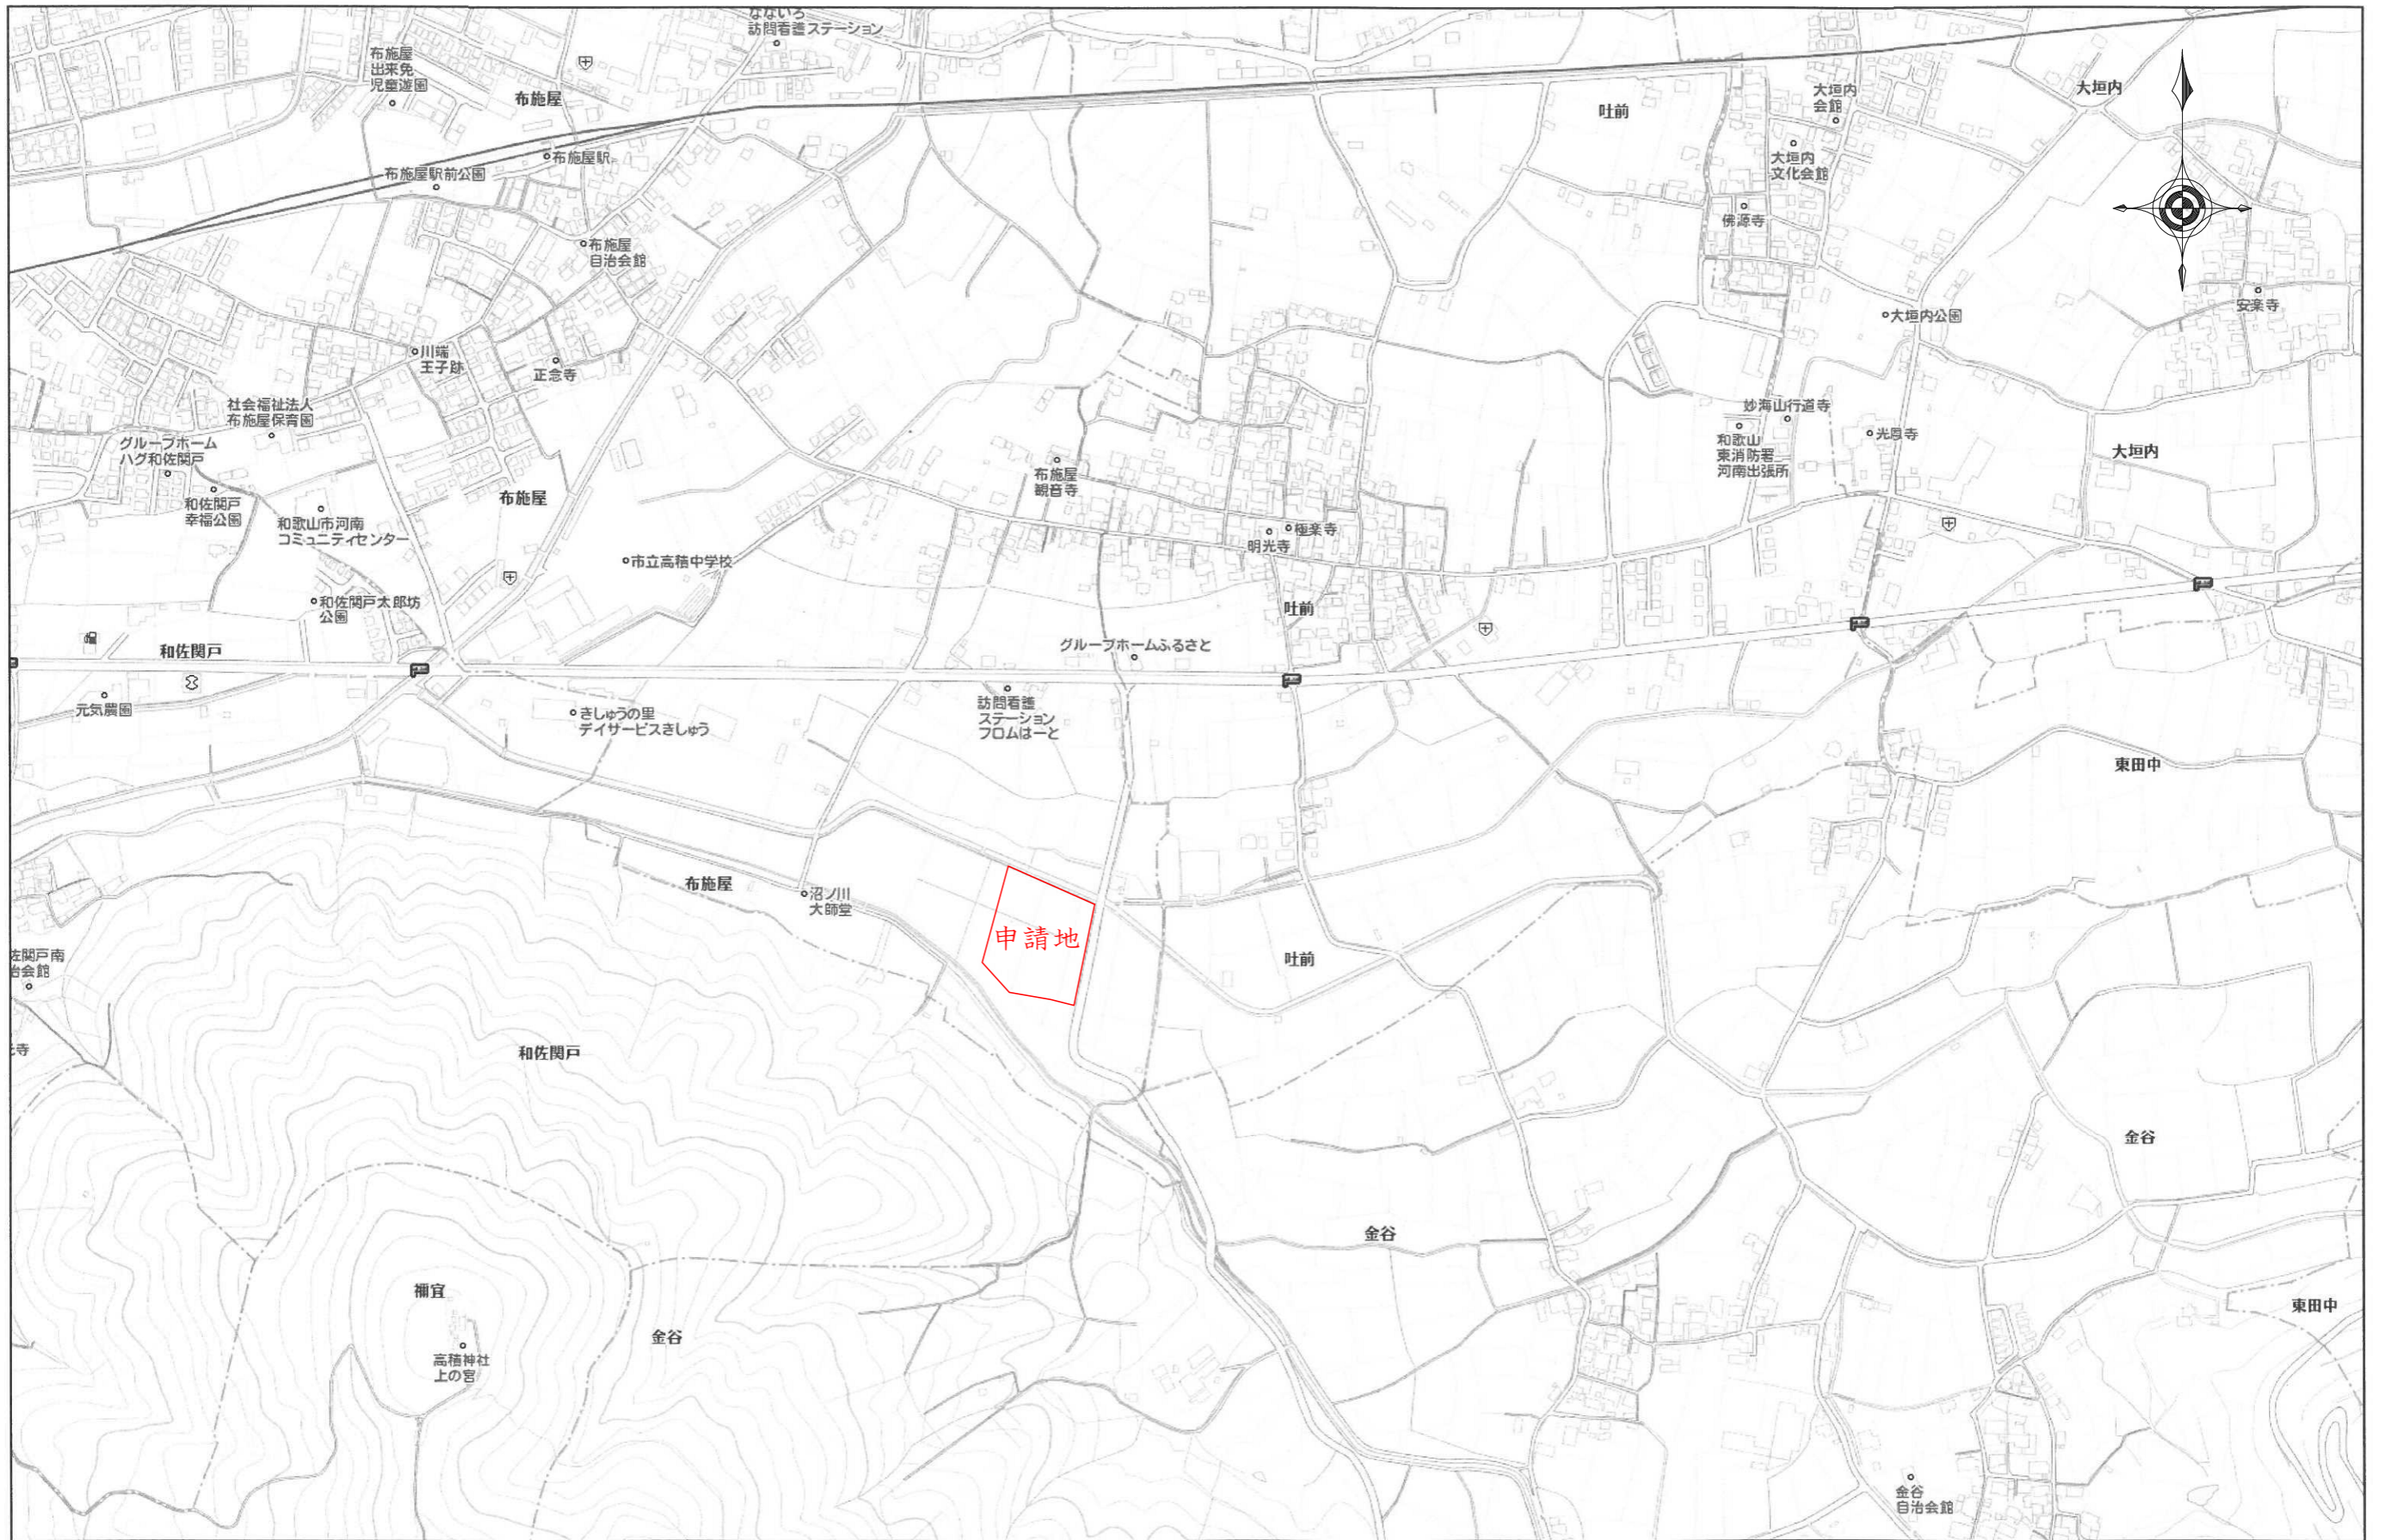 なないろ
訪問看護ステーション
布施屋
出来免
児童遊園
布施屋
大垣内
大垣内
会館
吐前
布施屋駅
大垣内
文化会館
布施屋駅前公園
佛源寺
布施屋
自治会館
安楽寺
大垣内公園
川端
王子跡
正念寺
社会福祉法人
布施屋保育園
妙海山行道寺
光恩寺
グループホーム
ハグ和佐関戸
和歌山
東消防署
河南出張所
大垣内
布施屋
観音寺
和佐関戸
幸福公園
布施屋
和歌山市河南
コミュニティセンター
極楽寺
明光寺
市立高積中学校
和佐関戸太郎坊
公園
吐前
グループホームふるさと
和佐関戸
元気農園
きしゅうの里
デイサービスきしゅう
訪問看護
ステーション
フロムはーと
東田中
布施屋
沼ノ川
大師堂
申請地
佐関戸南
治会館
吐前
寺
和佐関戸
金谷
金谷
禰宜
東田中
金谷
高積神社
上の宮
金谷
自治会館